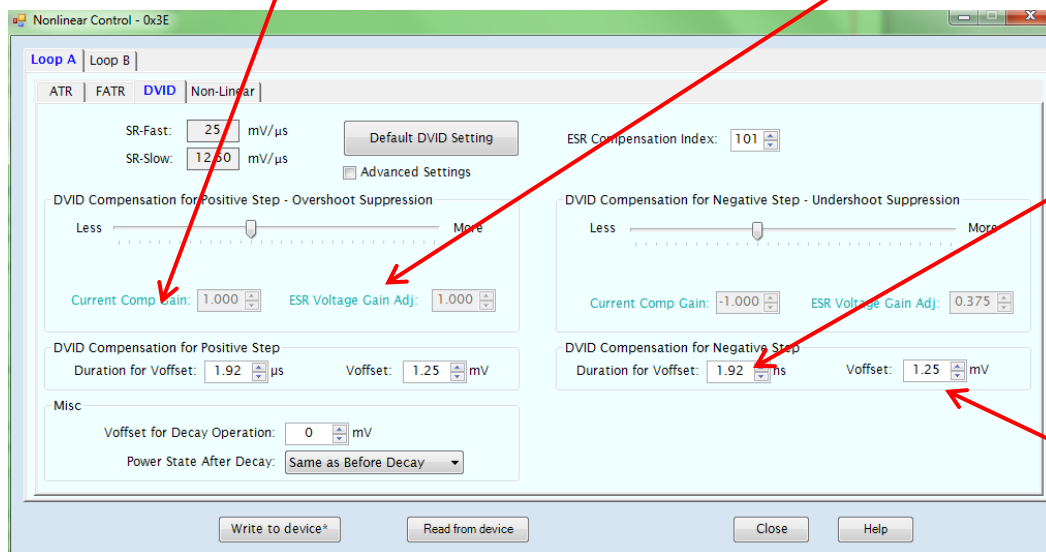 Nonlinear Control - 0x3E
Loop A Loop B
ATR FATR DVID Non-Linear
SR-Fast: 25 mV/µs Default DVID Setting ESR Compensation Index: 101
SR-Slow: 12.50 mV/µs
Advanced Settings
DVID Compensation for Positive Step - Overshoot Suppression
Less More
Current Comp Gain: 1.000 ESR Voltage Gain Adj: 1.000
DVID Compensation for Negative Step - Undershoot Suppression
Less More
Current Comp Gain: -1.000 ESR Voltage Gain Adj: 0.375
DVID Compensation for Positive Step
Duration for Voffset: 1.92 µs Voffset: 1.25 mV
DVID Compensation for Negative Step
Duration for Voffset: 1.92 ns Voffset: 1.25 mV
Misc
Voffset for Decay Operation: 0 mV
Power State After Decay: Same as Before Decay
Write to device* Read from device Close Help